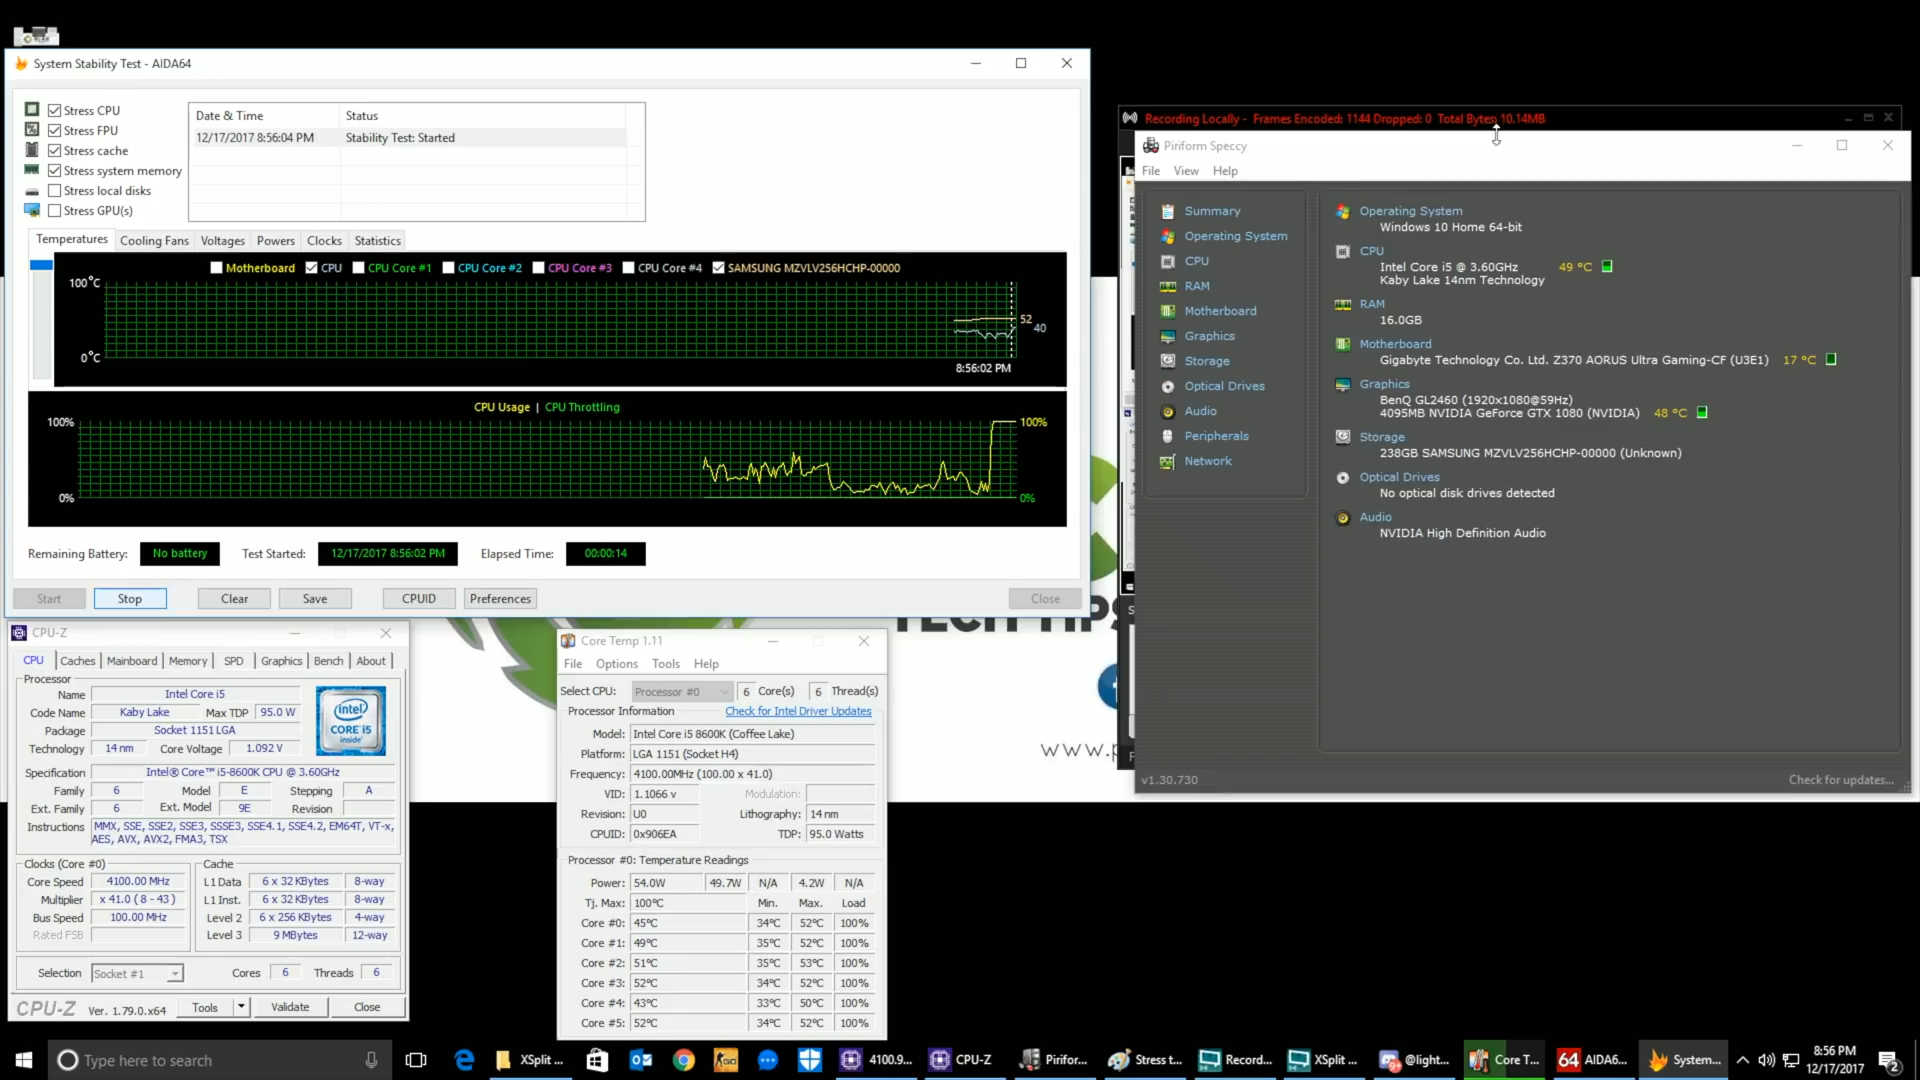 System Stability Test - AIDA64
Stress CPU
Stress FPU
Stress cache
Stress system memory
Stress local disks
Stress GPU(s)
Date & Time Status
12/17/2017 8:56:04 PM Stability Test: Started
Temperatures Cooling Fans Voltages Powers Clocks Statistics
Motherboard CPU CPU Core #1 CPU Core #2 CPU Core #3 CPU Core #4 SAMSUNG MZVLV256HCHP-00000
100°C
52
40
0°C
8:56:02 PM
CPU Usage | CPU Throttling
100% 100%
0% 0%
Remaining Battery: No battery Test Started: 12/17/2017 8:56:02 PM Elapsed Time: 00:00:14
Start Stop Clear Save CPUID Preferences Close
Recording Locally - Frames Encoded: 1144 Dropped: 0 Total Bytes: 10.14MB
Piriform Speccy
File View Help
Summary
Operating System
CPU
RAM
Motherboard
Graphics
Storage
Optical Drives
Audio
Peripherals
Network
Operating System
Windows 10 Home 64-bit
CPU
Intel Core i5 @ 3.60GHz 49 °C
Kaby Lake 14nm Technology
RAM
16.0GB
Motherboard
Gigabyte Technology Co. Ltd. Z370 AORUS Ultra Gaming-CF (U3E1) 17 °C
Graphics
BenQ GL2460 (1920x1080@59Hz)
4095MB NVIDIA GeForce GTX 1080 (NVIDIA) 48 °C
Storage
238GB SAMSUNG MZVLV256HCHP-00000 (Unknown)
Optical Drives
No optical disk drives detected
Audio
NVIDIA High Definition Audio
v1.30.730 Check for updates...
TECH TIPS
www.p
CPU-Z
CPU Caches Mainboard Memory SPD Graphics Bench About
Processor
Name Intel Core i5
Code Name Kaby Lake Max TDP 95.0 W
Package Socket 1151 LGA
Technology 14 nm Core Voltage 1.092 V
intel CORE i5 inside
Specification Intel® Core™ i5-8600K CPU @ 3.60GHz
Family 6 Model E Stepping A
Ext. Family 6 Ext. Model 9E Revision
Instructions MMX, SSE, SSE2, SSE3, SSSE3, SSE4.1, SSE4.2, EM64T, VT-x,
AES, AVX, AVX2, FMA3, TSX
Clocks (Core #0) Cache
Core Speed 4100.00 MHz L1 Data 6 x 32 KBytes 8-way
Multiplier x 41.0 ( 8 - 43 ) L1 Inst. 6 x 32 KBytes 8-way
Bus Speed 100.00 MHz Level 2 6 x 256 KBytes 4-way
Rated FSB Level 3 9 MBytes 12-way
Selection Socket #1 Cores 6 Threads 6
CPU-Z Ver. 1.79.0.x64 Tools Validate Close
Core Temp 1.11
File Options Tools Help
Select CPU: Processor #0 6 Core(s) 6 Thread(s)
Processor Information Check for Intel Driver Updates
Model: Intel Core i5 8600K (Coffee Lake)
Platform: LGA 1151 (Socket H4)
Frequency: 4100.00MHz (100.00 x 41.0)
VID: 1.1066 v Modulation:
Revision: U0 Lithography: 14 nm
CPUID: 0x906EA TDP: 95.0 Watts
Processor #0: Temperature Readings
Power: 54.0W 49.7W N/A 4.2W N/A
Tj. Max: 100°C Min. Max. Load
Core #0: 45°C 34°C 52°C 100%
Core #1: 49°C 35°C 52°C 100%
Core #2: 51°C 35°C 53°C 100%
Core #3: 52°C 34°C 52°C 100%
Core #4: 43°C 33°C 50°C 100%
Core #5: 52°C 34°C 52°C 100%
Type here to search XSplit ... GO 4100.9... CPU-Z Pirifor... Stress t... Record... XSplit ... @light... Core T... 64 AIDA6... System... 8:56 PM
12/17/2017 2